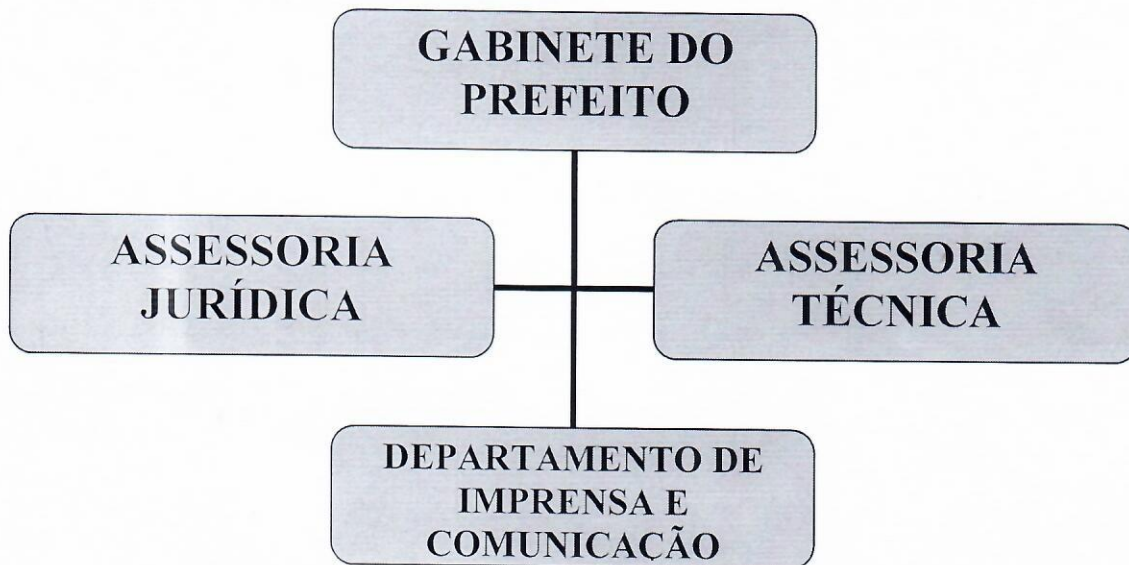 GABINETE DO
PREFEITO
ASSESSORIA
JURÍDICA
ASSESSORIA
TÉCNICA
DEPARTAMENTO DE
IMPRENSA E
COMUNICAÇÃO